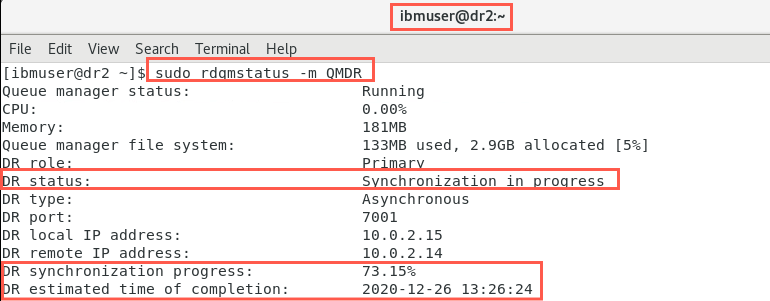 ibmuser@dr2:~
File Edit View Search Terminal Help
[ibmuser@dr2 ~]$ sudo rdqmstatus -m QMDR
Queue manager status: Running
CPU: 0.00%
Memory: 181MB
Queue manager file system: 133MB used, 2.9GB allocated [5%]
DR role: Primary
DR status: Synchronization in progress
DR type: Asynchronous
DR port: 7001
DR local IP address: 10.0.2.15
DR remote IP address: 10.0.2.14
DR synchronization progress: 73.15%
DR estimated time of completion: 2020-12-26 13:26:24